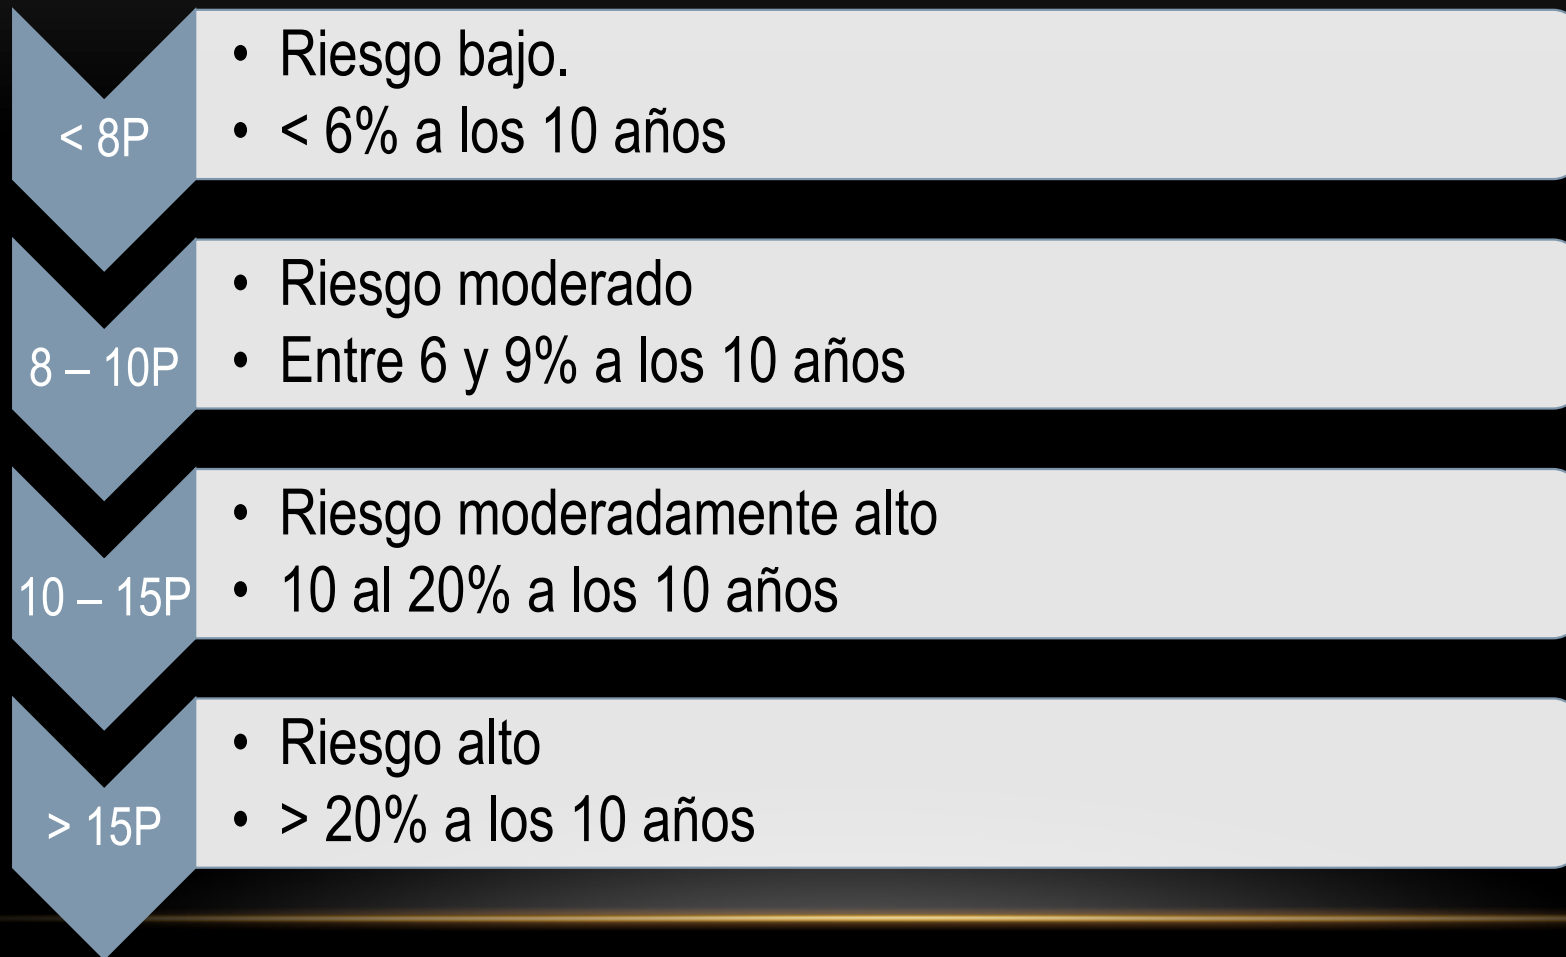 < 8P
• Riesgo bajo.
• < 6% a los 10 años
8 – 10P
• Riesgo moderado
• Entre 6 y 9% a los 10 años
10 – 15P
• Riesgo moderadamente alto
• 10 al 20% a los 10 años
> 15P
• Riesgo alto
• > 20% a los 10 años